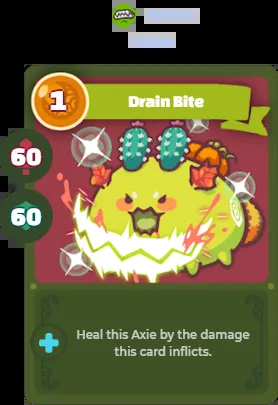 1
Drain Bite
60
60
Heal this Axie by the damage
this card inflicts.